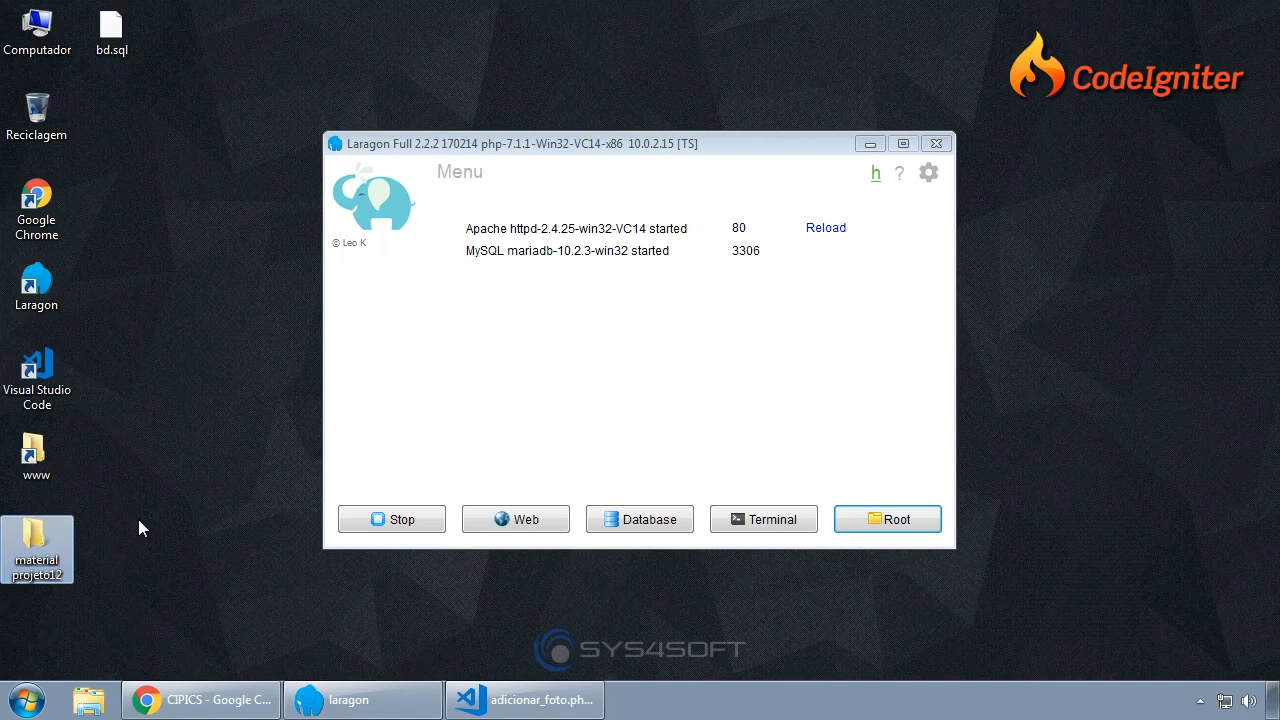 Computador
bd.sql
Reciclagem
Google
Chrome
Laragon
Visual Studio
Code
www
material
projeto12
CodeIgniter
Laragon Full 2.2.2 170214 php-7.1.1-Win32-VC14-x86 10.0.2.15 [TS]
Menu
h ?
© Leo K
Apache httpd-2.4.25-win32-VC14 started 80 Reload
MySQL mariadb-10.2.3-win32 started 3306
Stop Web Database Terminal Root
SYS4SOFT
CIPICS - Google C... laragon adicionar_foto.ph...